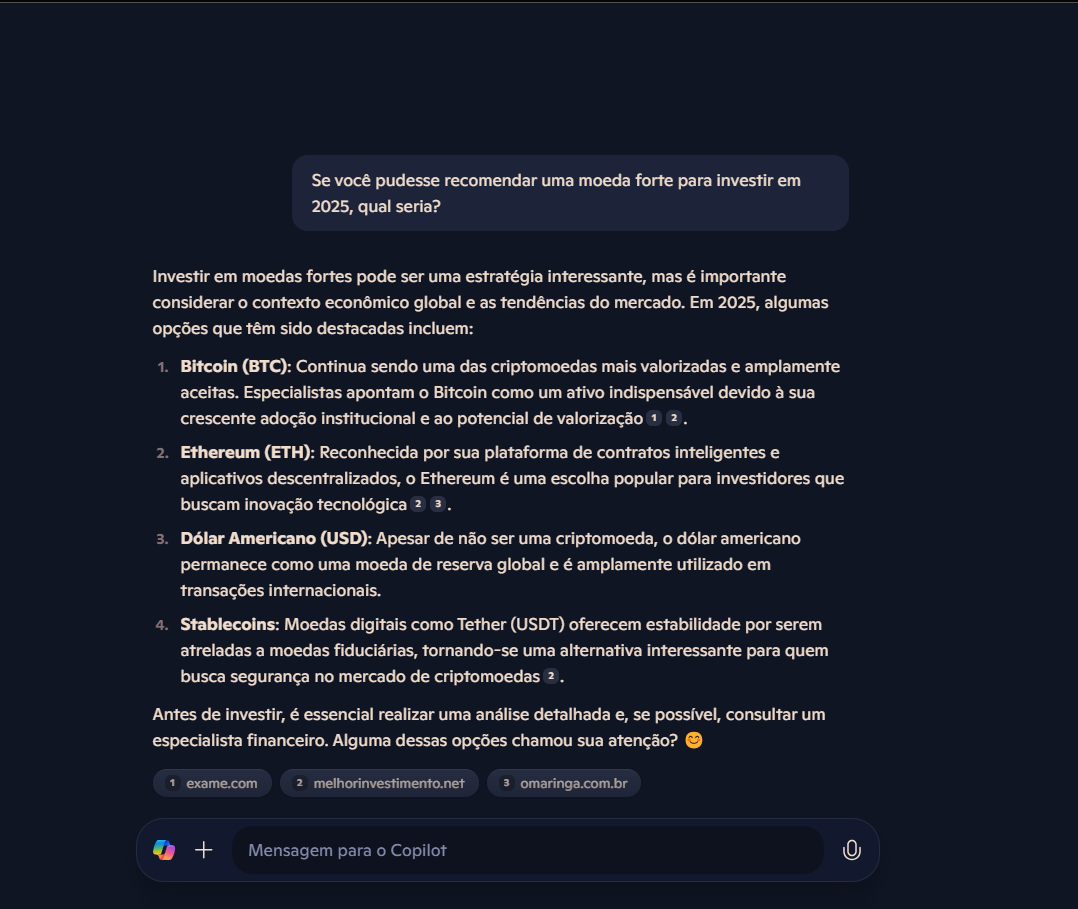 Se você pudesse recomendar uma moeda forte para investir em
2025, qual seria?
Investir em moedas fortes pode ser uma estratégia interessante, mas é importante
considerar o contexto econômico global e as tendências do mercado. Em 2025, algumas
opções que têm sido destacadas incluem:
1. Bitcoin (BTC): Continua sendo uma das criptomoedas mais valorizadas e amplamente
aceitas. Especialistas apontam o Bitcoin como um ativo indispensável devido à sua
crescente adoção institucional e ao potencial de valorização 1 2 .
2. Ethereum (ETH): Reconhecida por sua plataforma de contratos inteligentes e
aplicativos descentralizados, o Ethereum é uma escolha popular para investidores que
buscam inovação tecnológica 2 3 .
3. Dólar Americano (USD): Apesar de não ser uma criptomoeda, o dólar americano
permanece como uma moeda de reserva global e é amplamente utilizado em
transações internacionais.
4. Stablecoins: Moedas digitais como Tether (USDT) oferecem estabilidade por serem
atreladas a moedas fiduciárias, tornando-se uma alternativa interessante para quem
busca segurança no mercado de criptomoedas 2 .
Antes de investir, é essencial realizar uma análise detalhada e, se possível, consultar um
especialista financeiro. Alguma dessas opções chamou sua atenção? 😊
1 exame.com 2 melhorinvestimento.net 3 omaringa.com.br
Mensagem para o Copilot